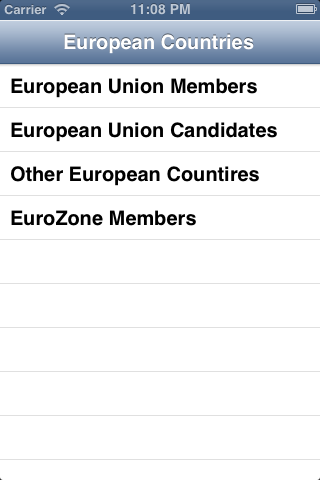 Carrier 11:08 PM
European Countries
European Union Members
European Union Candidates
Other European Countires
EuroZone Members